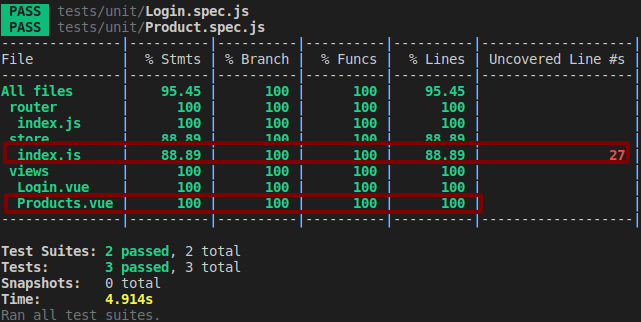 PASS tests/unit/Login.spec.js
PASS tests/unit/Product.spec.js
----------------|----------|----------|----------|----------|-------------------|
File            |  % Stmts | % Branch |  % Funcs |  % Lines | Uncovered Line #s |
----------------|----------|----------|----------|----------|-------------------|
All files       |    95.45 |      100 |      100 |    95.45 |                   |
 router         |      100 |      100 |      100 |      100 |                   |
  index.js      |      100 |      100 |      100 |      100 |                   |
 store          |    88.89 |      100 |      100 |    88.89 |                   |
  index.js      |    88.89 |      100 |      100 |    88.89 |                27 |
 views          |      100 |      100 |      100 |      100 |                   |
  Login.vue     |      100 |      100 |      100 |      100 |                   |
  Products.vue  |      100 |      100 |      100 |      100 |                   |
----------------|----------|----------|----------|----------|-------------------|
Test Suites: 2 passed, 2 total
Tests:       3 passed, 3 total
Snapshots:   0 total
Time:        4.914s
Ran all test suites.